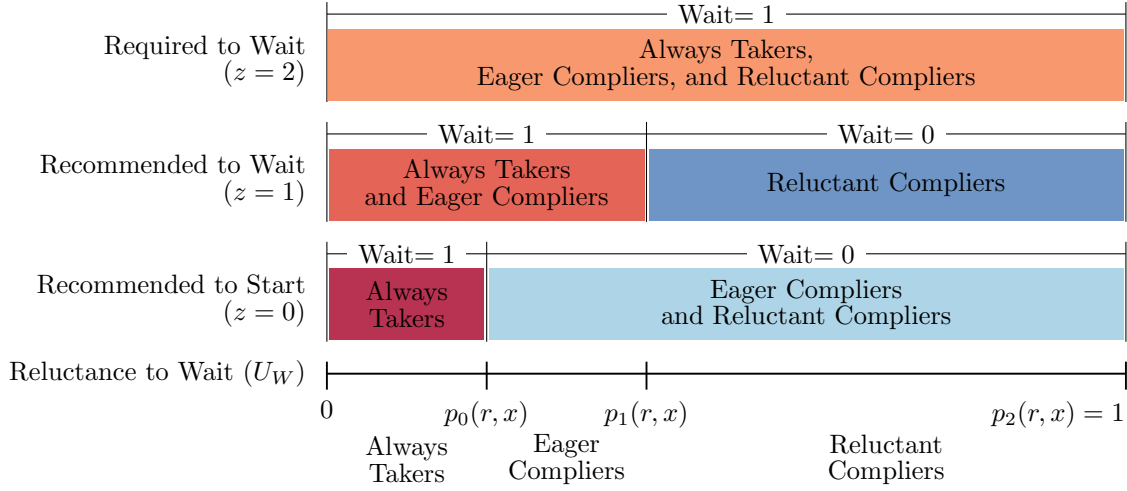 Wait= 1
Required to Wait
(z = 2)
Always Takers,
Eager Compliers, and Reluctant Compliers
Wait= 1
Wait= 0
Recommended to Wait
(z = 1)
Always Takers
and Eager Compliers
Reluctant Compliers
Wait= 1
Wait= 0
Recommended to Start
(z = 0)
Always
Takers
Eager Compliers
and Reluctant Compliers
Reluctance to Wait (U_W)
0
p_0(r, x)
p_1(r, x)
p_2(r, x) = 1
Always
Takers
Eager
Compliers
Reluctant
Compliers